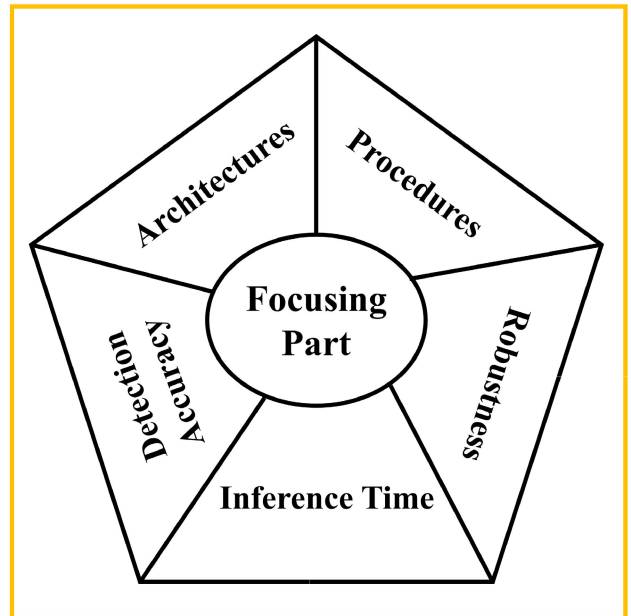 Architectures
Procedures
Focusing
Part
Detection
Accuracy
Robustness
Inference Time